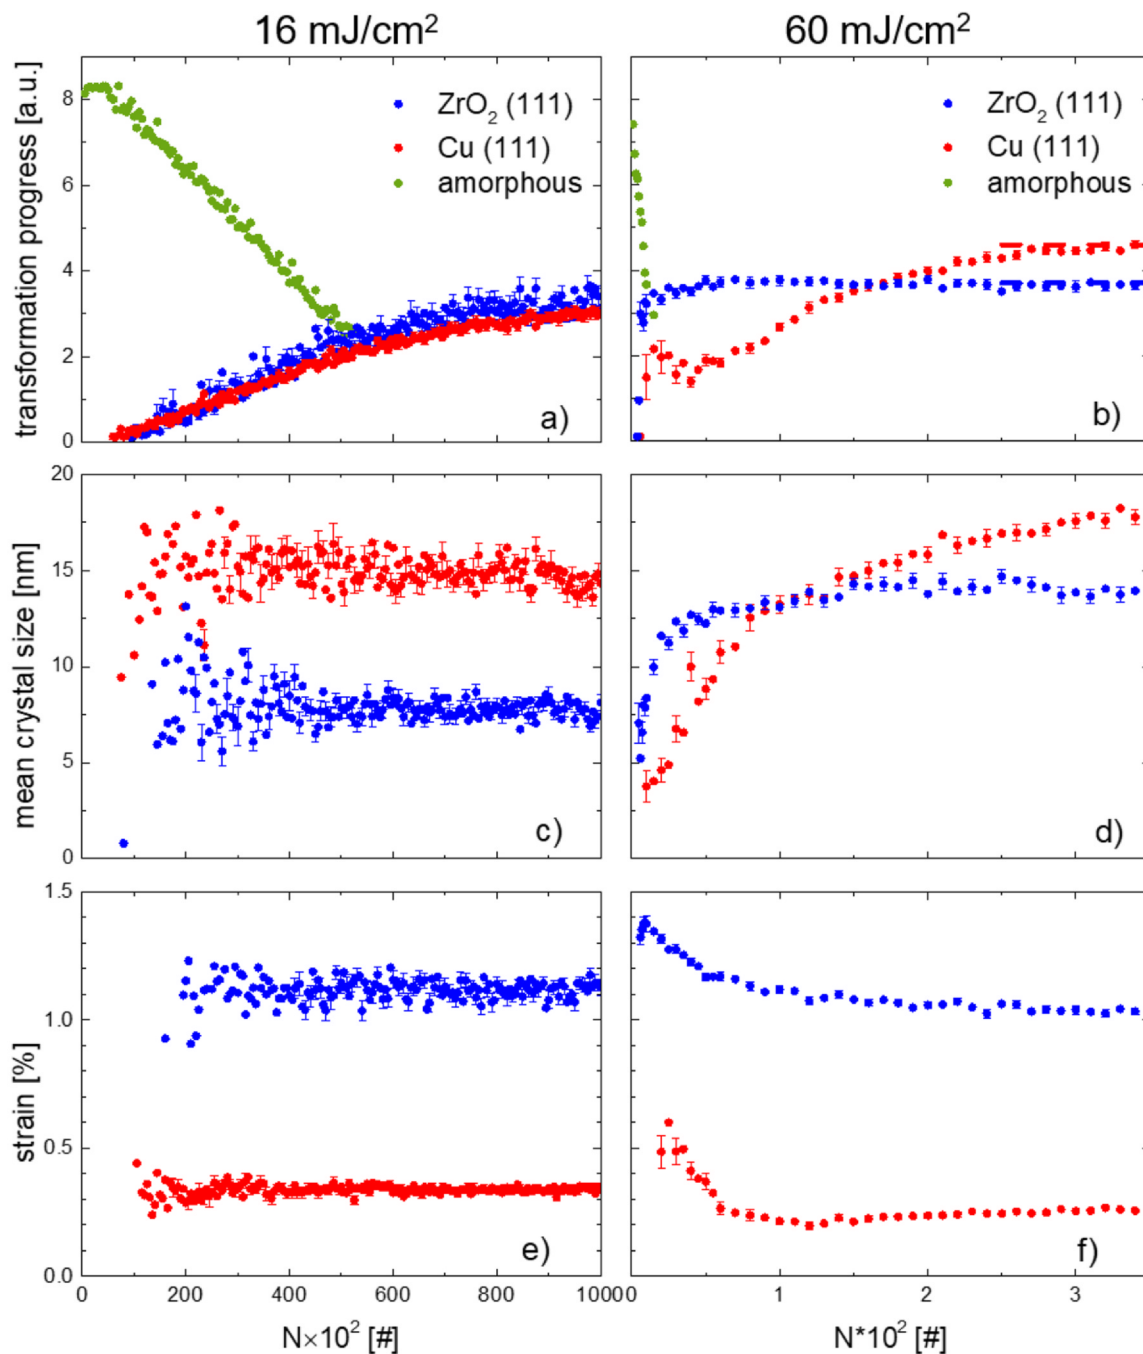 16 mJ/cm²
60 mJ/cm²
transformation progress [a.u.]
8
6
4
2
0
ZrO₂ (111)
Cu (111)
amorphous
a)
ZrO₂ (111)
Cu (111)
amorphous
b)
mean crystal size [nm]
20
15
10
5
0
c)
d)
strain [%]
1.5
1.0
0.5
0.0
e)
f)
0 200 400 600 800 10000 1 2 3
N×10² [#]
N*10² [#]